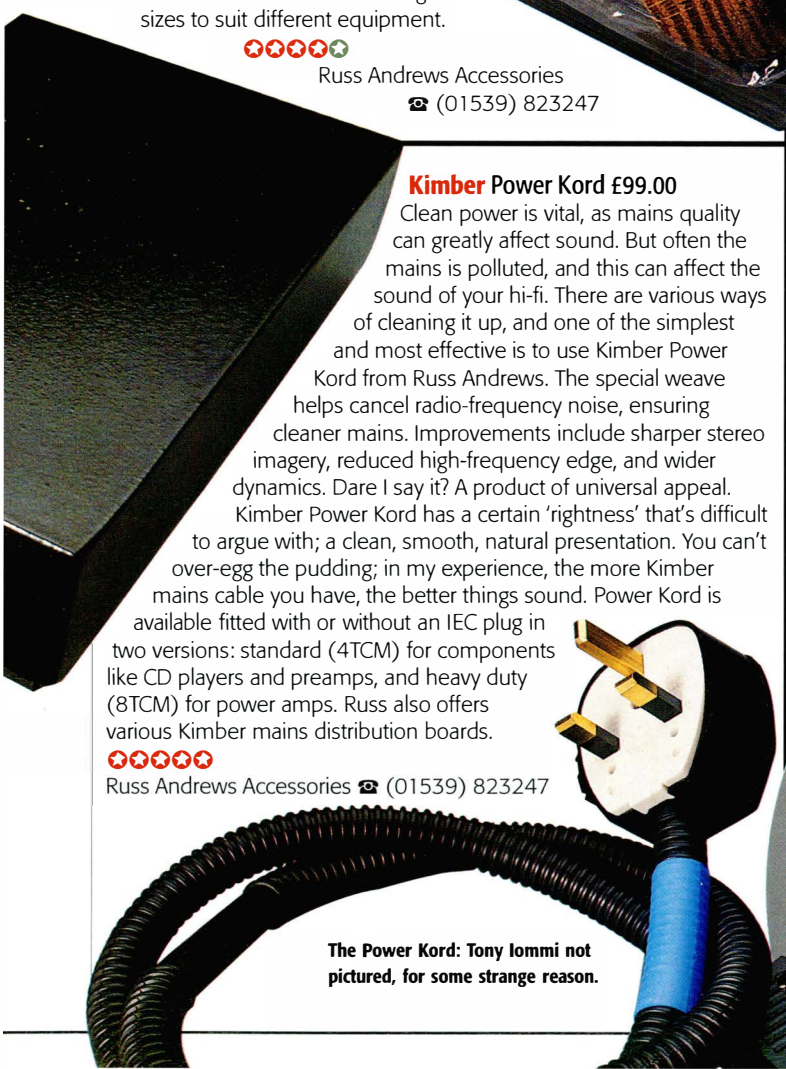 sizes to suit different equipment.
✪✪✪✪✪
Russ Andrews Accessories
☎ (01539) 823247
Kimber Power Kord £99.00
Clean power is vital, as mains quality
can greatly affect sound. But often the
mains is polluted, and this can affect the
sound of your hi-fi. There are various ways
of cleaning it up, and one of the simplest
and most effective is to use Kimber Power
Kord from Russ Andrews. The special weave
helps cancel radio-frequency noise, ensuring
cleaner mains. Improvements include sharper stereo
imagery, reduced high-frequency edge, and wider
dynamics. Dare I say it? A product of universal appeal.
Kimber Power Kord has a certain ‘rightness’ that’s difficult
to argue with; a clean, smooth, natural presentation. You can’t
over-egg the pudding; in my experience, the more Kimber
mains cable you have, the better things sound. Power Kord is
available fitted with or without an IEC plug in
two versions: standard (4TCM) for components
like CD players and preamps, and heavy duty
(8TCM) for power amps. Russ also offers
various Kimber mains distribution boards.
✪✪✪✪✪
Russ Andrews Accessories ☎ (01539) 823247
The Power Kord: Tony Iommi not
pictured, for some strange reason.